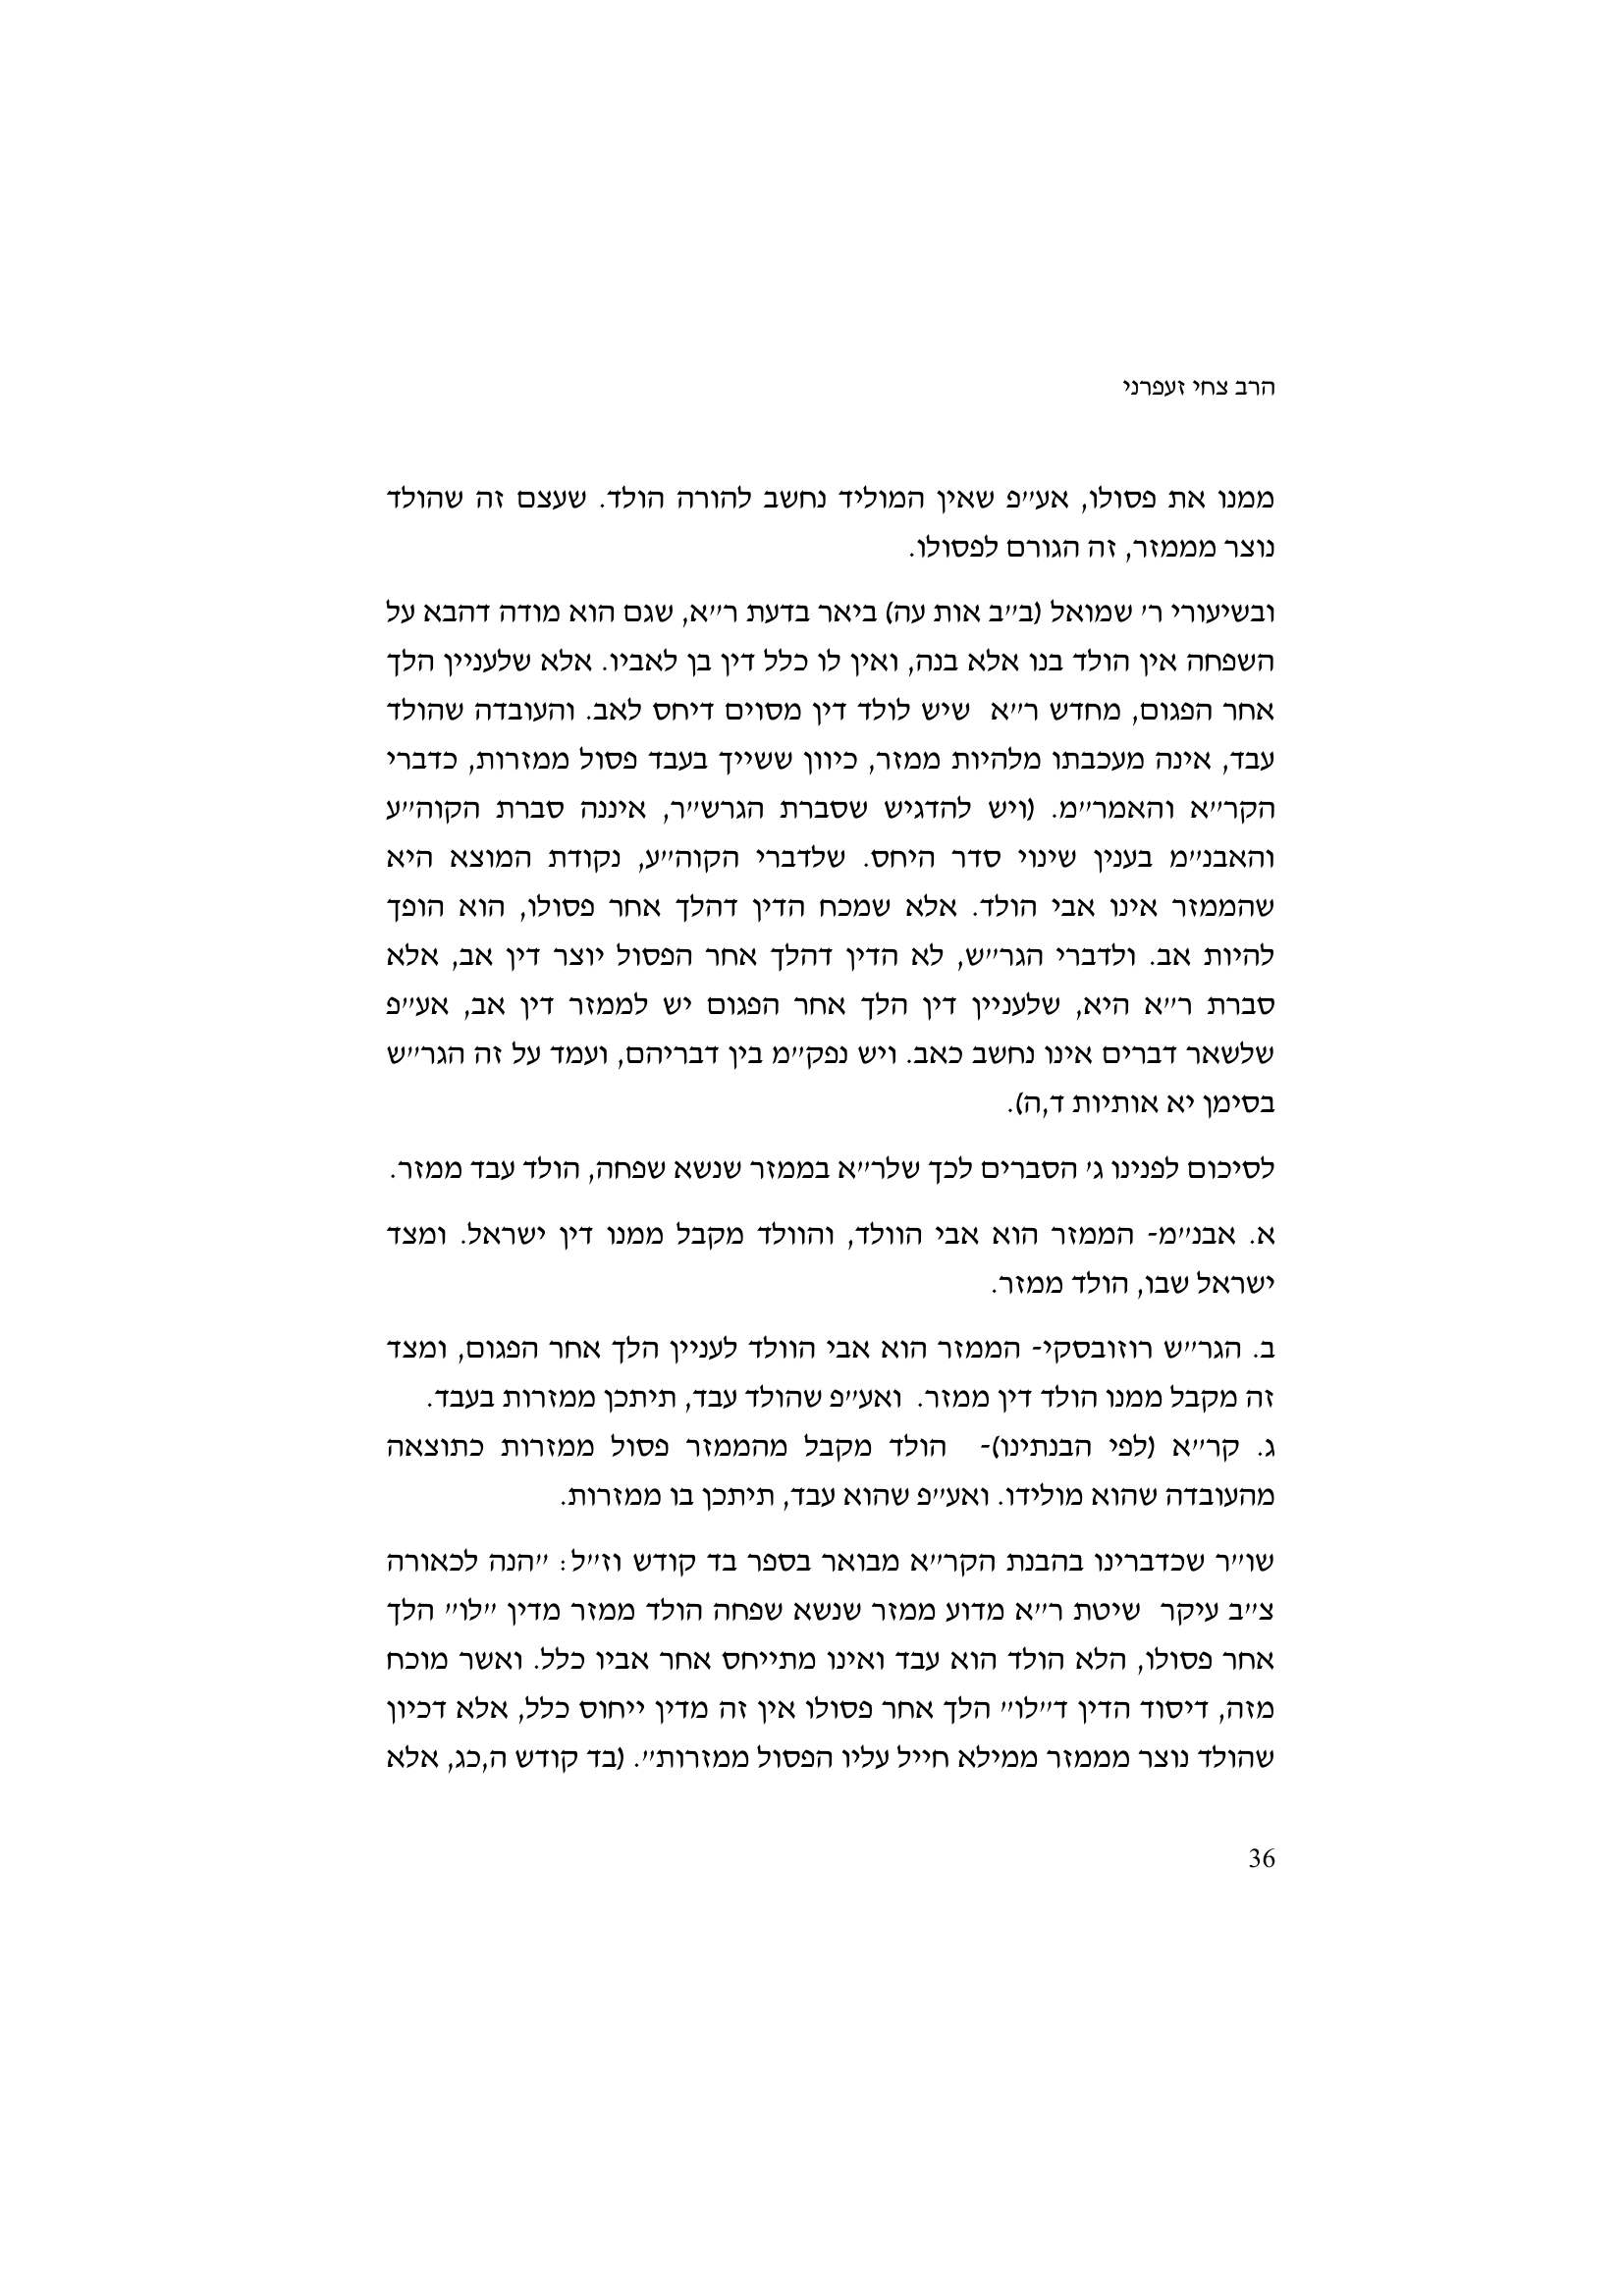 הרב צחי זעפרני
ממנו את פסולו, אע״פ שאין המוליד נחשב להורה הולד. שעצם זה שהולד
נוצר מממזר, זה הגורם לפסולו.
ובשיעורי ר׳ שמואל (ב״ב אות עה) ביאר בדעת ר״א, שגם הוא מודה דהבא על
השפחה אין הולד בנו אלא בנה, ואין לו כלל דין בן לאביו. אלא שלעניין הלך
אחר הפגום, מחדש ר״א שיש לולד דין מסוים דיחס לאב. והעובדה שהולד
עבד, אינה מעכבתו מלהיות ממזר, כיוון ששייך בעבד פסול ממזרות, כדברי
הקר״א והאמר״מ. (ויש להדגיש שסברת הגרש״ר, איננה סברת הקוה״ע
והאבנ״מ בענין שינוי סדר היחס. שלדברי הקוה״ע, נקודת המוצא היא
שהממזר אינו אבי הולד. אלא שמכח הדין דהלך אחר פסולו, הוא הופך
להיות אב. ולדברי הגר״ש, לא הדין דהלך אחר הפסול יוצר דין אב, אלא
סברת ר״א היא, שלעניין דין הלך אחר הפגום יש לממזר דין אב, אע״פ
שלשאר דברים אינו נחשב כאב. ויש נפק״מ בין דבריהם, ועמד על זה הגר״ש
בסימן יא אותיות ד,ה).
לסיכום לפנינו ג׳ הסברים לכך שלר״א בממזר שנשא שפחה, הולד עבד ממזר.
א. אבנ״מ- הממזר הוא אבי הוולד, והוולד מקבל ממנו דין ישראל. ומצד
ישראל שבו, הולד ממזר.
ב. הגר״ש רוזובסקי- הממזר הוא אבי הוולד לעניין הלך אחר הפגום, ומצד
זה מקבל ממנו הולד דין ממזר. ואע״פ שהולד עבד, תיתכן ממזרות בעבד.
ג. קר״א (לפי הבנתינו)- הולד מקבל מהממזר פסול ממזרות כתוצאה
מהעובדה שהוא מולידו. ואע״פ שהוא עבד, תיתכן בו ממזרות.
שו״ר שכדברינו בהבנת הקר״א מבואר בספר בד קודש וז״ל: ״הנה לכאורה
צ״ב עיקר שיטת ר״א מדוע ממזר שנשא שפחה הולד ממזר מדין ״לו״ הלך
אחר פסולו, הלא הולד הוא עבד ואינו מתייחס אחר אביו כלל. ואשר מוכח
מזה, דיסוד הדין ד״לו״ הלך אחר פסולו אין זה מדין ייחוס כלל, אלא דכיון
שהולד נוצר מממזר ממילא חייל עליו הפסול ממזרות״. (בד קודש ה,כג, אלא
36